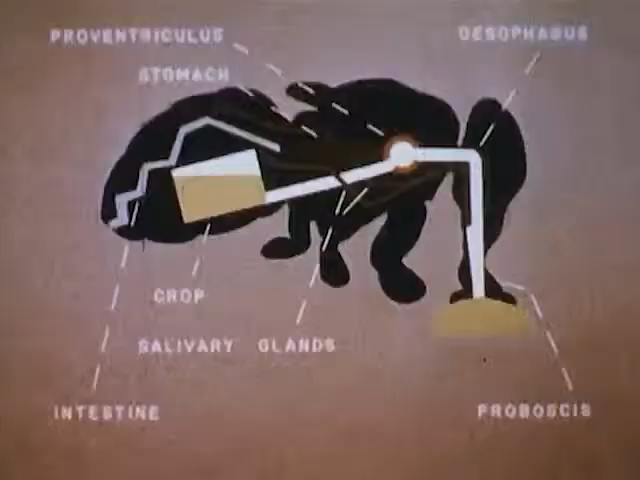 PROVENTRICULUS
OESOPHAGUS
STOMACH
CROP
SALIVARY GLANDS
INTESTINE
PROBOSCIS